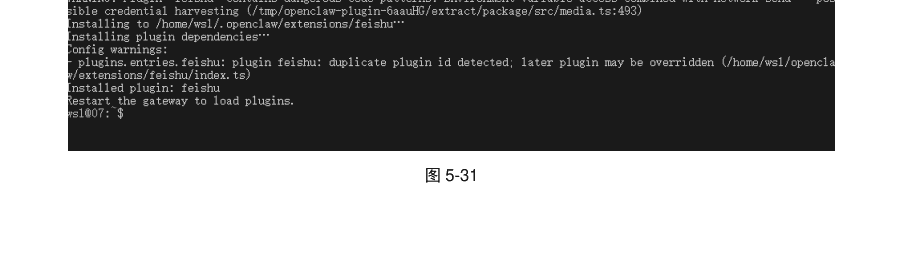 sible credential harvesting (/tmp/openclaw-plugin-6aauHG/extract/package/src/media.ts:493)
Installing to /home/wsl/.openclaw/extensions/feishu…
Installing plugin dependencies…
Config warnings:
- plugins.entries.feishu: plugin feishu: duplicate plugin id detected; later plugin may be overridden (/home/wsl/opencla
w/extensions/feishu/index.ts)
Installed plugin: feishu
Restart the gateway to load plugins.
wsl@07:~$
图 5-31